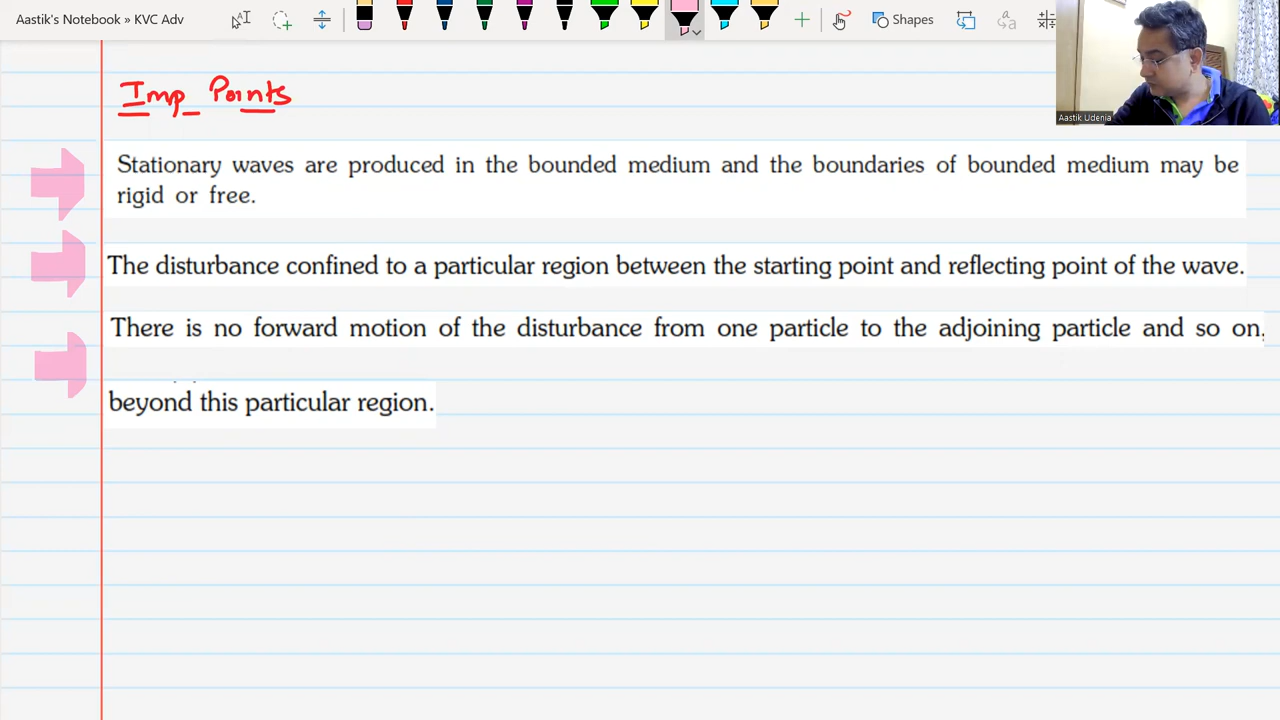 Aastik's Notebook » KVC Adv
Shapes
Aastik Udenia
Imp Points
Stationary waves are produced in the bounded medium and the boundaries of bounded medium may be
rigid or free.
The disturbance confined to a particular region between the starting point and reflecting point of the wave.
There is no forward motion of the disturbance from one particle to the adjoining particle and so on,
beyond this particular region.